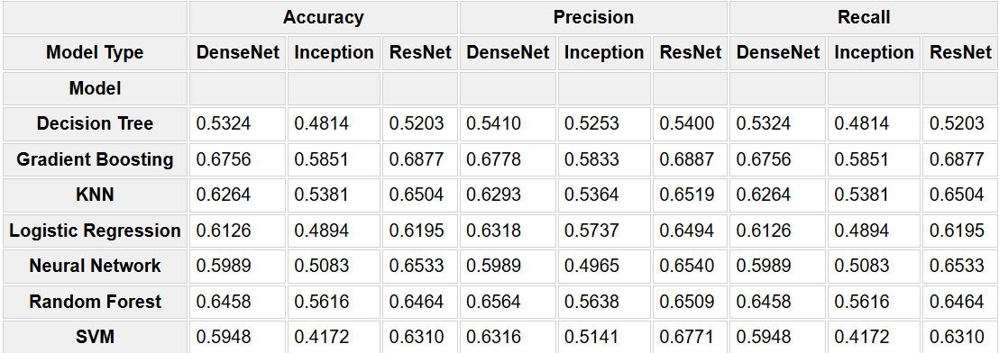 Accuracy Precision Recall
Model Type DenseNet Inception ResNet DenseNet Inception ResNet DenseNet Inception ResNet
Model
Decision Tree 0.5324 0.4814 0.5203 0.5410 0.5253 0.5400 0.5324 0.4814 0.5203
Gradient Boosting 0.6756 0.5851 0.6877 0.6778 0.5833 0.6887 0.6756 0.5851 0.6877
KNN 0.6264 0.5381 0.6504 0.6293 0.5364 0.6519 0.6264 0.5381 0.6504
Logistic Regression 0.6126 0.4894 0.6195 0.6318 0.5737 0.6494 0.6126 0.4894 0.6195
Neural Network 0.5989 0.5083 0.6533 0.5989 0.4965 0.6540 0.5989 0.5083 0.6533
Random Forest 0.6458 0.5616 0.6464 0.6564 0.5638 0.6509 0.6458 0.5616 0.6464
SVM 0.5948 0.4172 0.6310 0.6316 0.5141 0.6771 0.5948 0.4172 0.6310